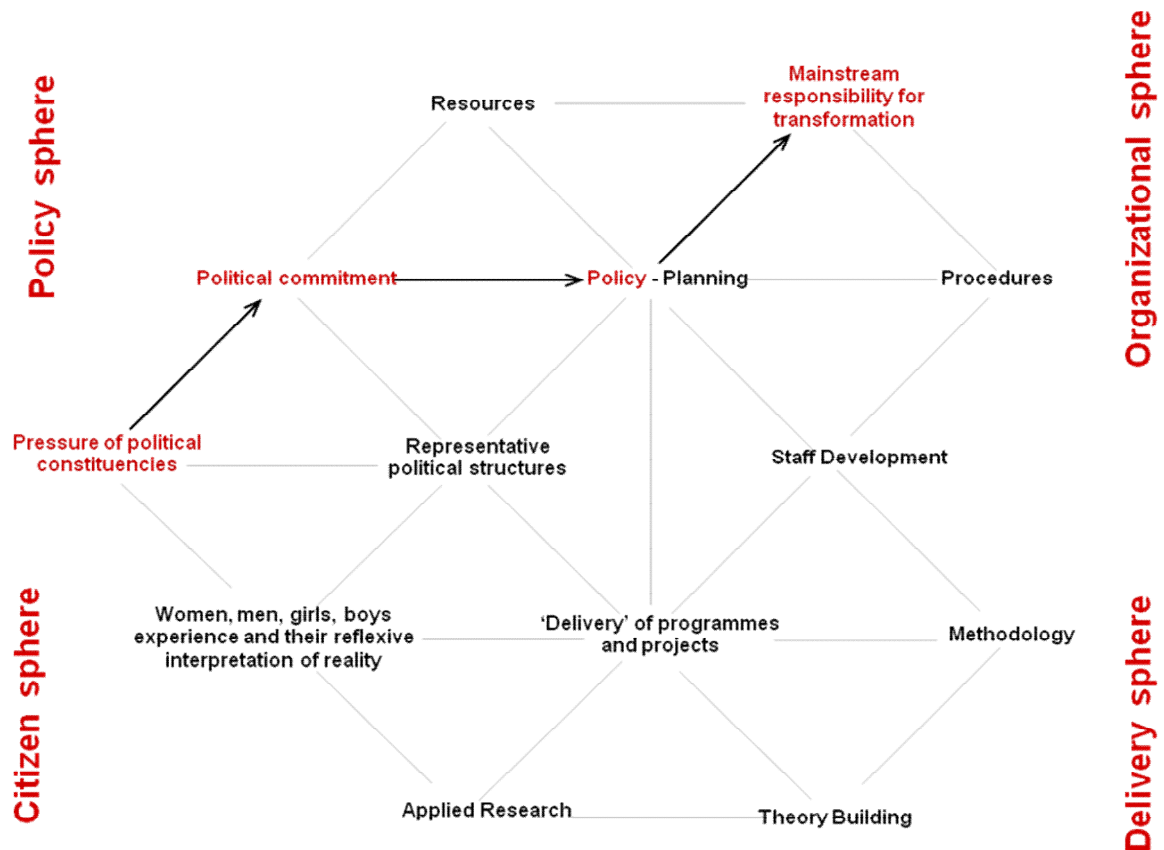 Policy sphere
Organizational sphere
Resources
Mainstream
responsibility for
transformation
Political commitment
Policy - Planning
Procedures
Pressure of political
constituencies
Representative
political structures
Staff Development
Citizen sphere
Delivery sphere
Women, men, girls, boys
experience and their reflexive
interpretation of reality
‘Delivery’ of programmes
and projects
Methodology
Applied Research
Theory Building